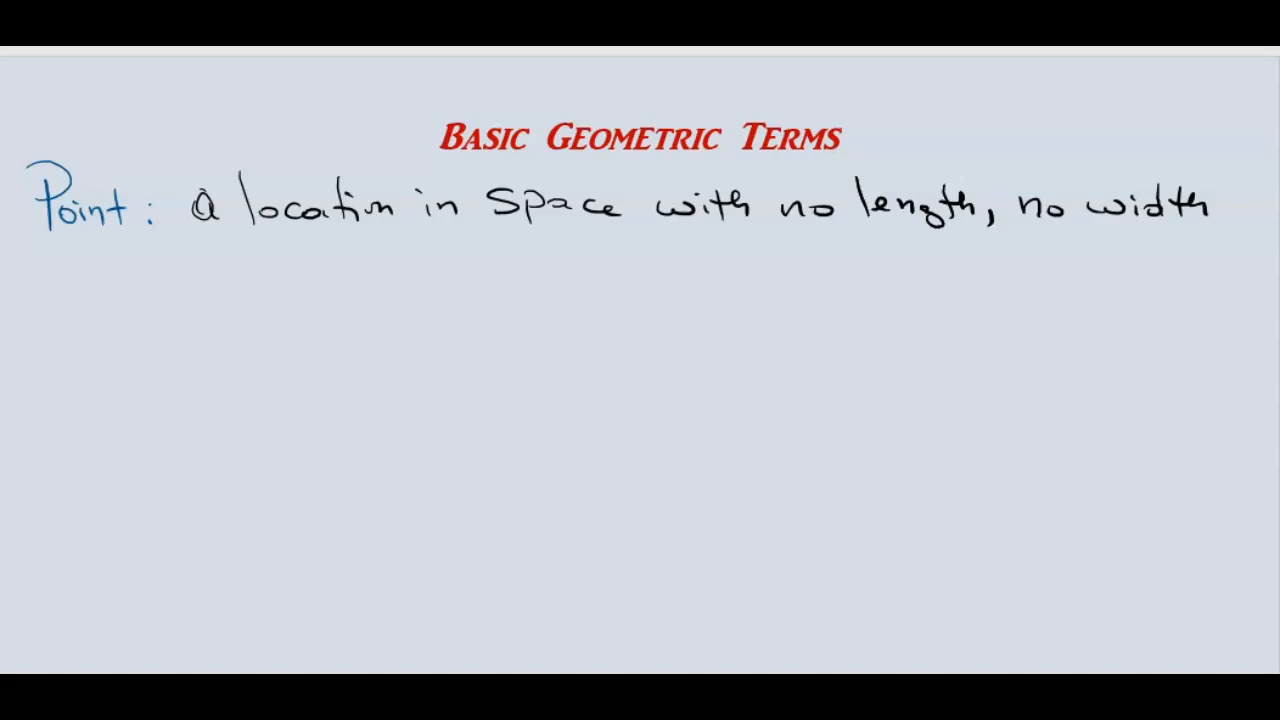 BASIC GEOMETRIC TERMS
Point: a location in space with no length, no width